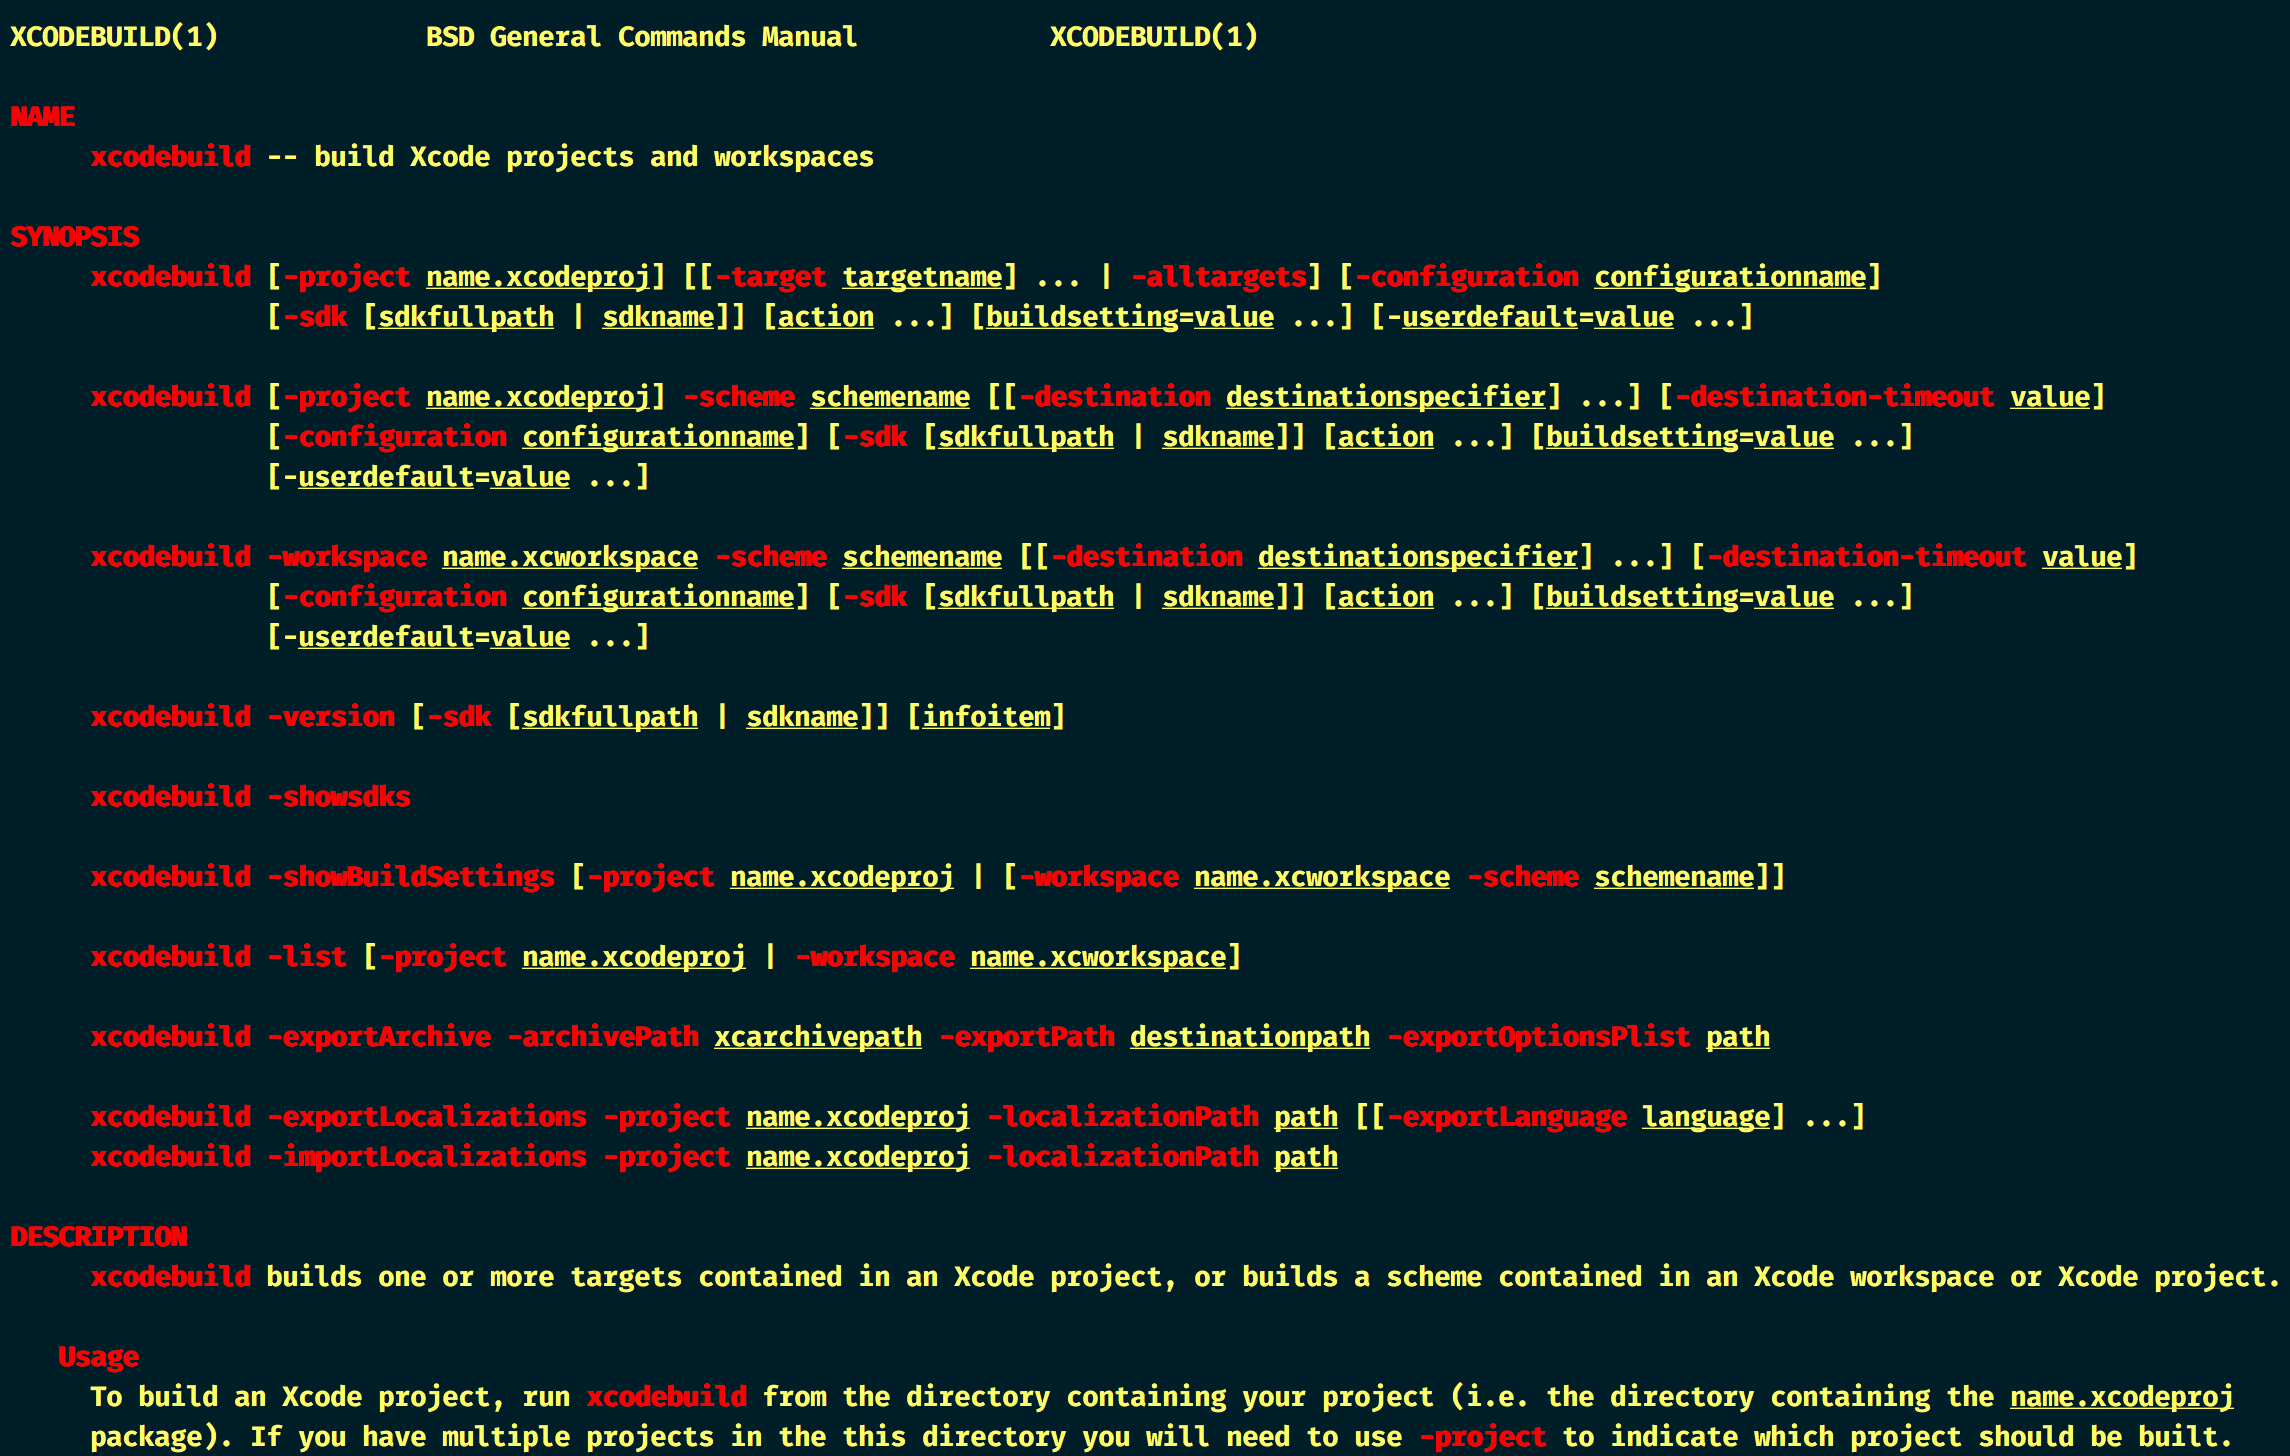 XCODEBUILD(1)             BSD General Commands Manual            XCODEBUILD(1)
NAME
xcodebuild -- build Xcode projects and workspaces
SYNOPSIS
xcodebuild [-project name.xcodeproj] [[-target targetname] ... | -alltargets] [-configuration configurationname]
[-sdk [sdkfullpath | sdkname]] [action ...] [buildsetting=value ...] [-userdefault=value ...]
xcodebuild [-project name.xcodeproj] -scheme schemename [[-destination destinationspecifier] ...] [-destination-timeout value]
[-configuration configurationname] [-sdk [sdkfullpath | sdkname]] [action ...] [buildsetting=value ...]
[-userdefault=value ...]
xcodebuild -workspace name.xcworkspace -scheme schemename [[-destination destinationspecifier] ...] [-destination-timeout value]
[-configuration configurationname] [-sdk [sdkfullpath | sdkname]] [action ...] [buildsetting=value ...]
[-userdefault=value ...]
xcodebuild -version [-sdk [sdkfullpath | sdkname]] [infoitem]
xcodebuild -showsdks
xcodebuild -showBuildSettings [-project name.xcodeproj | [-workspace name.xcworkspace -scheme schemename]]
xcodebuild -list [-project name.xcodeproj | -workspace name.xcworkspace]
xcodebuild -exportArchive -archivePath xcarchivepath -exportPath destinationpath -exportOptionsPlist path
xcodebuild -exportLocalizations -project name.xcodeproj -localizationPath path [[-exportLanguage language] ...]
xcodebuild -importLocalizations -project name.xcodeproj -localizationPath path
DESCRIPTION
xcodebuild builds one or more targets contained in an Xcode project, or builds a scheme contained in an Xcode workspace or Xcode project.
Usage
To build an Xcode project, run xcodebuild from the directory containing your project (i.e. the directory containing the name.xcodeproj
package). If you have multiple projects in the this directory you will need to use -project to indicate which project should be built.